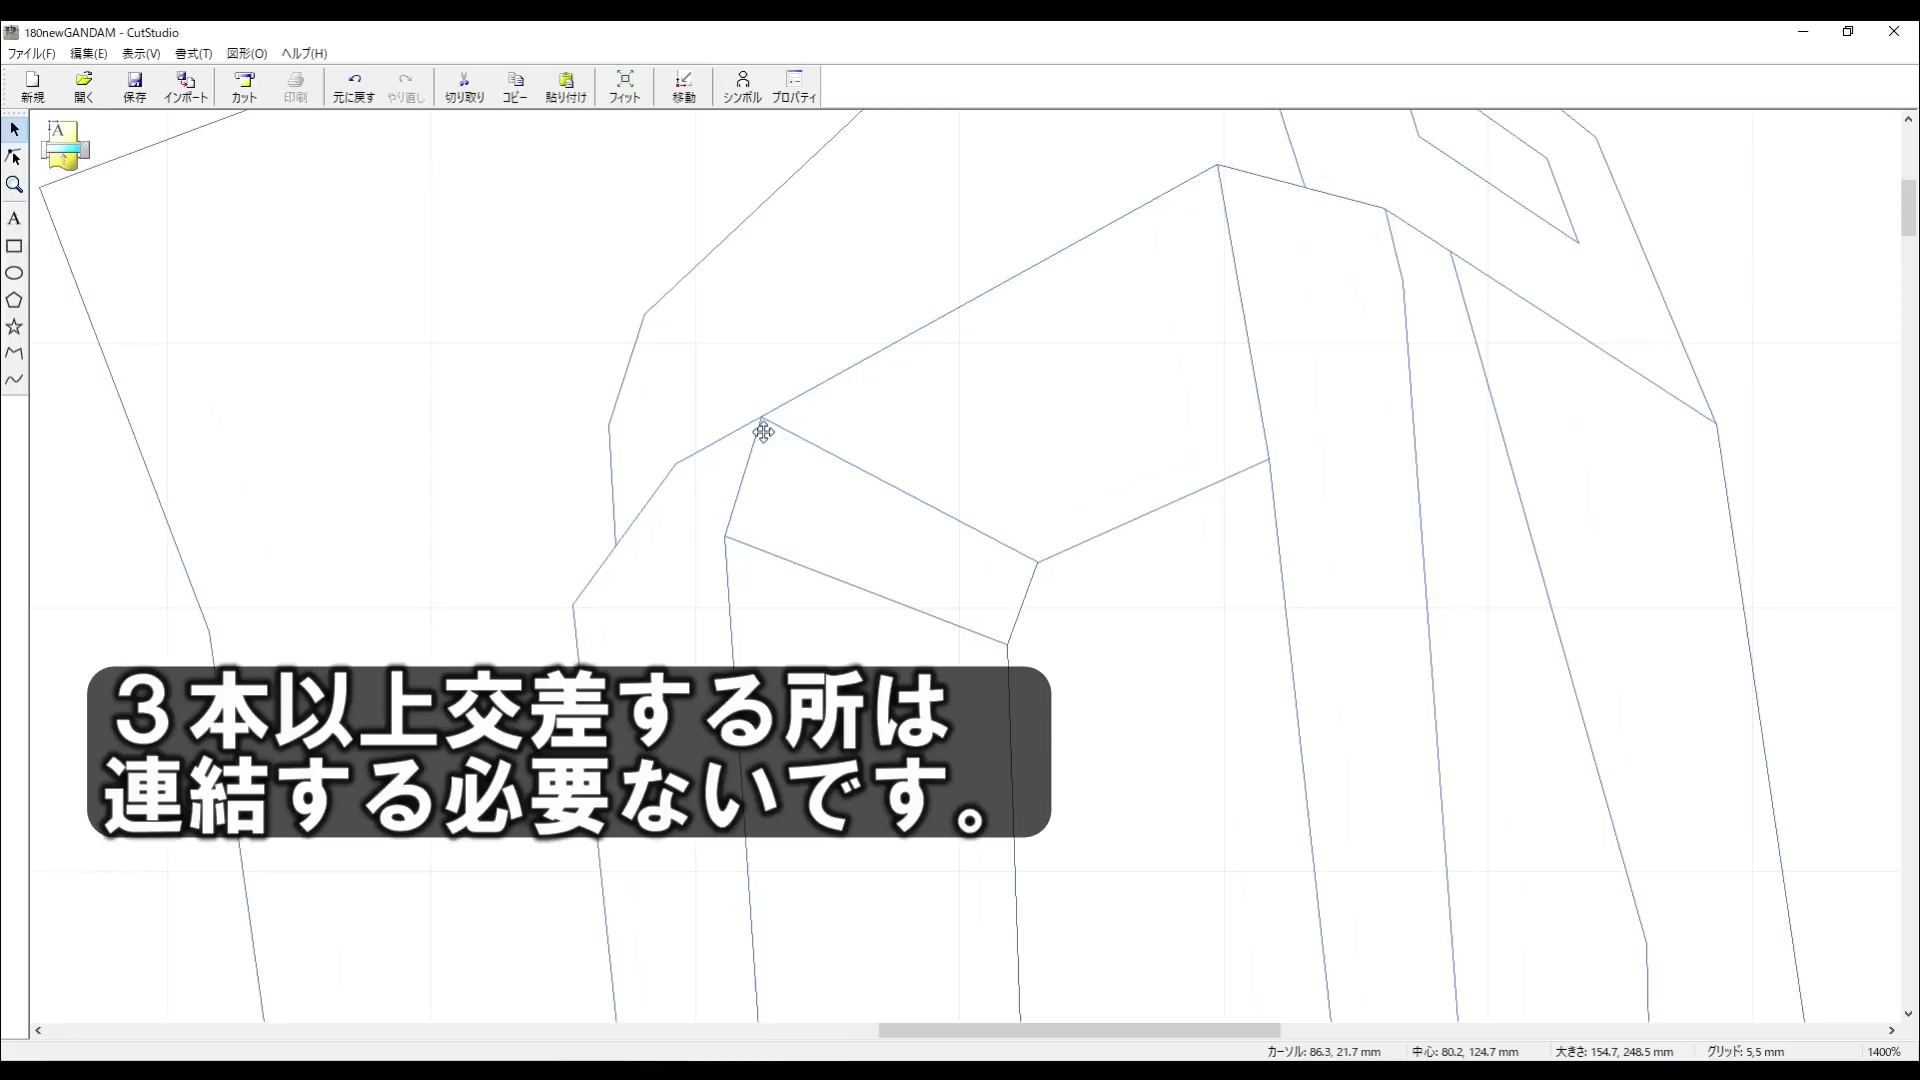 180newGANDAM - CutStudio
ファイル(F) 編集(E) 表示(V) 書式(T) 図形(O) ヘルプ(H)
新規 開く 保存 インポート カット 印刷 元に戻す やり直し 切り取り コピー 貼り付け フィット 移動 シンボル プロパティ
A
A
３本以上交差する所は
連結する必要ないです。
カーソル: 86.3, 21.7 mm 中心: 80.2, 124.7 mm 大きさ: 154.7, 248.5 mm グリッド: 5,5 mm 1400%